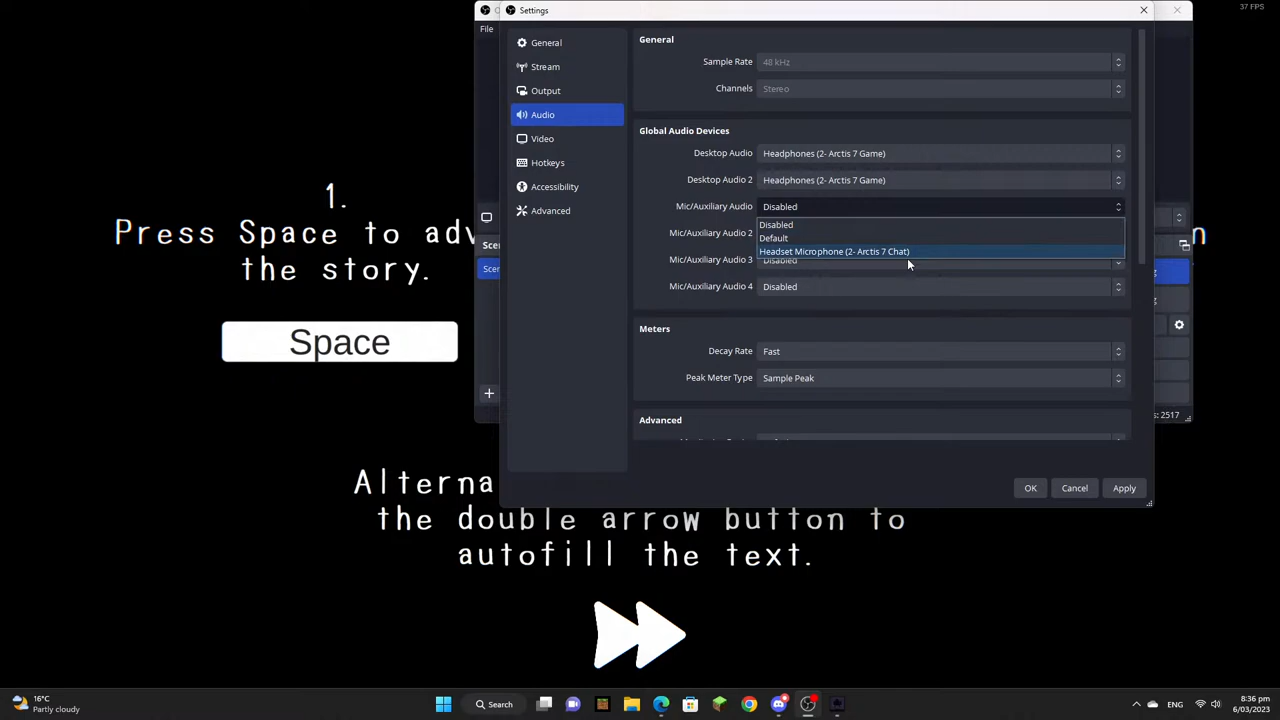 37 FPS
Settings
File
General
Stream
Output
Audio
Video
Hotkeys
Accessibility
Advanced
General
Sample Rate 48 kHz
Channels Stereo
Global Audio Devices
Desktop Audio Headphones (2- Arctis 7 Game)
Desktop Audio 2 Headphones (2- Arctis 7 Game)
Mic/Auxiliary Audio Disabled
Disabled
Mic/Auxiliary Audio 2 Default
Headset Microphone (2- Arctis 7 Chat)
Mic/Auxiliary Audio 3 Disabled
Mic/Auxiliary Audio 4 Disabled
Meters
Decay Rate Fast
Peak Meter Type Sample Peak
Advanced
OK Cancel Apply
1.
Press Space to adv
the story.
Space
Scen
Scen
Alterna
the double arrow button to
autofill the text.
16°C
Partly cloudy
Search
ENG
8:36 pm
6/03/2023
s: 2517